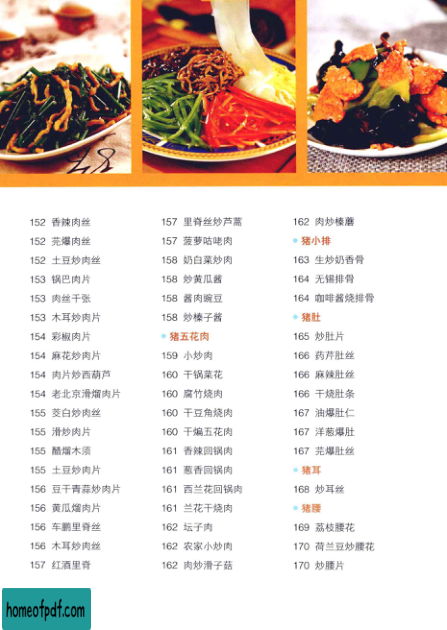 152 香辣肉丝
152 芫爆肉丝
152 土豆炒肉丝
153 锅巴肉片
153 肉丝千张
153 木耳炒肉片
154 彩椒肉片
154 麻花炒肉片
154 肉片炒西葫芦
154 老北京滑熘肉片
155 茭白炒肉丝
155 滑炒肉片
155 醋熘木须
155 土豆炒肉片
156 豆干青蒜炒肉片
156 黄瓜熘肉片
156 车鹏里脊丝
156 木耳炒肉丝
157 红酒里脊
157 里脊丝炒芦蒿
157 菠萝咕咾肉
158 奶白菜炒肉
158 炒黄瓜酱
158 酱肉豌豆
158 炒榛子酱
猪五花肉
159 小炒肉
160 干锅菜花
160 腐竹烧肉
160 干豆角烧肉
160 干煸五花肉
161 香辣回锅肉
161 葱香回锅肉
161 西兰花回锅肉
161 兰花干烧肉
162 坛子肉
162 农家小炒肉
162 肉炒滑子菇
162 肉炒榛蘑
猪小排
163 生炒奶香骨
164 无锡排骨
164 咖啡酱烧排骨
猪肚
165 炒肚片
166 药芹肚丝
166 麻辣肚丝
166 干烧肚条
167 油爆肚仁
167 洋葱爆肚
167 芫爆肚丝
猪耳
168 炒耳丝
猪腰
169 荔枝腰花
170 荷兰豆炒腰花
170 炒腰片
homeofpdf.com